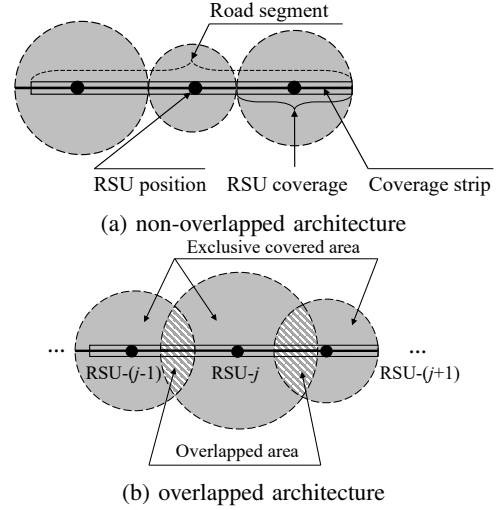 Road segment
RSU position RSU coverage Coverage strip
(a) non-overlapped architecture
Exclusive covered area
... ...
RSU-(j-1) RSU-j RSU-(j+1)
Overlapped area
(b) overlapped architecture